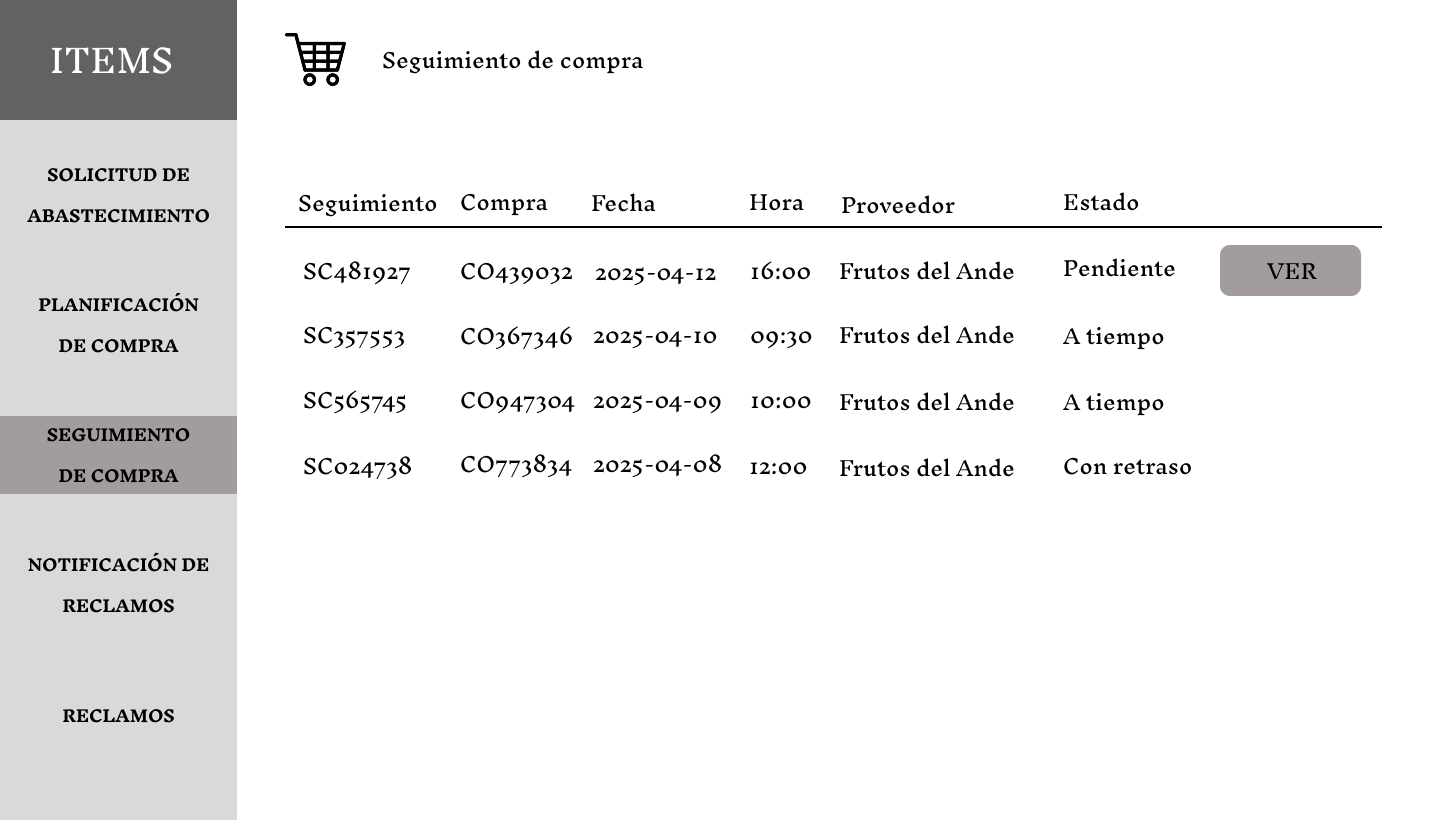 ITEMS
SOLICITUD DE
ABASTECIMIENTO
PLANIFICACIÓN
DE COMPRA
SEGUIMIENTO
DE COMPRA
NOTIFICACIÓN DE
RECLAMOS
RECLAMOS
Seguimiento de compra
Seguimiento Compra Fecha Hora Proveedor Estado
SC481927 CO439032 2025-04-12 16:00 Frutos del Ande Pendiente VER
SC357553 CO367346 2025-04-10 09:30 Frutos del Ande A tiempo
SC565745 CO947304 2025-04-09 10:00 Frutos del Ande A tiempo
SC024738 CO773834 2025-04-08 12:00 Frutos del Ande Con retraso